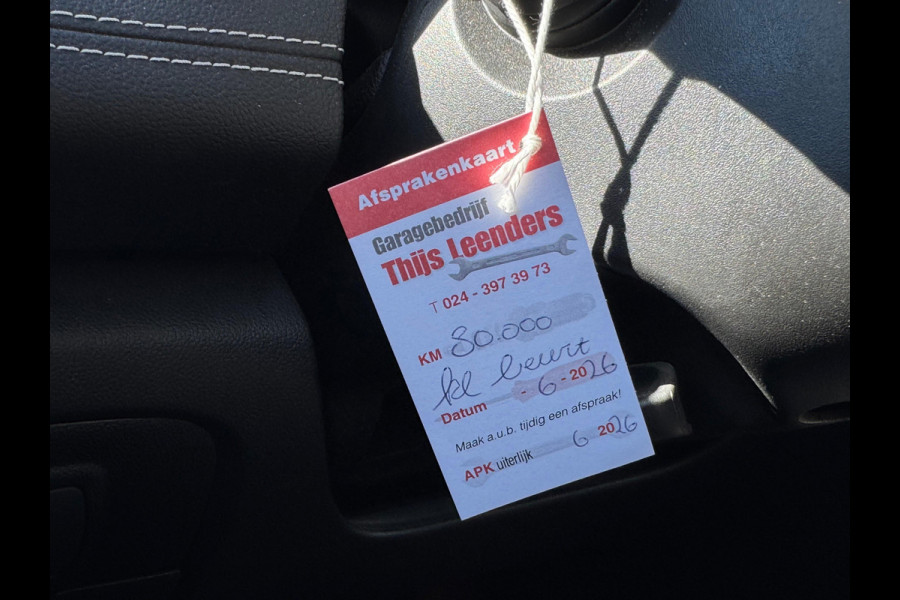 Afsprakenkaart
Garagebedrijf
Thijs Leenders
T 024 - 397 39 73
KM 80.000
kl beurt
Datum - 6 - 2026
Maak a.u.b. tijdig een afspraak!
APK uiterlijk 6 2026